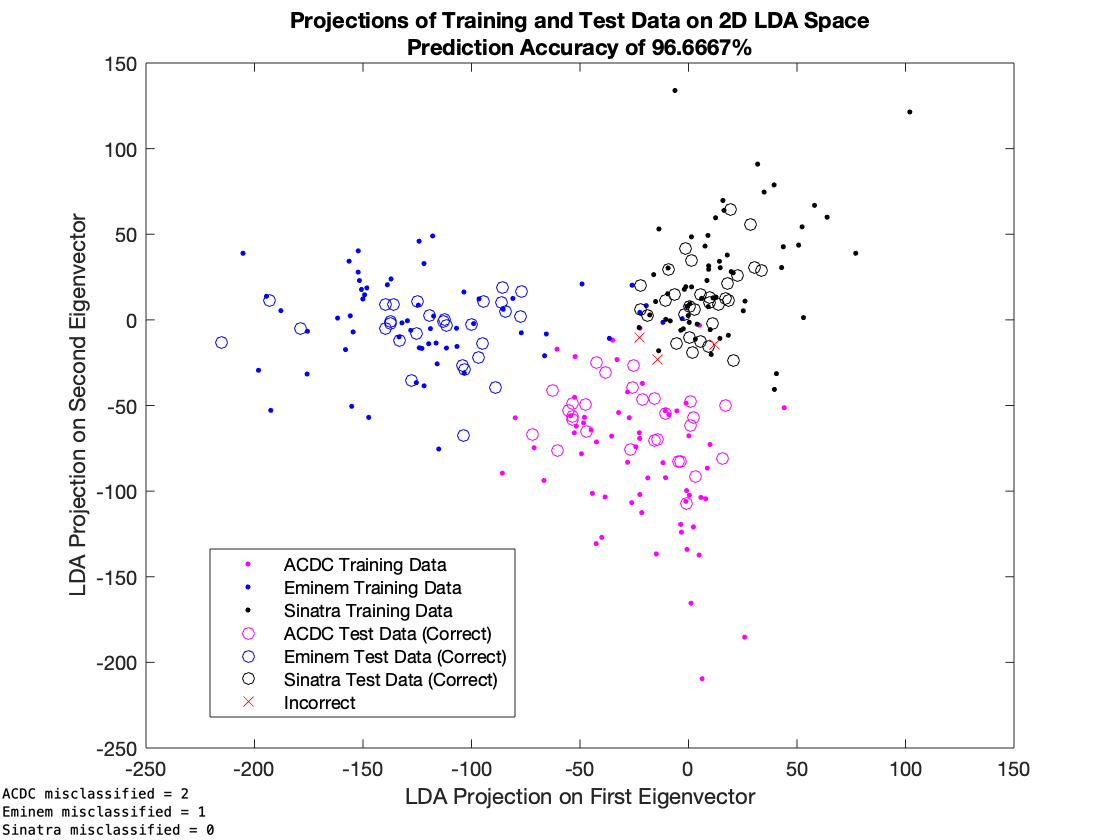 Projections of Training and Test Data on 2D LDA Space
Prediction Accuracy of 96.6667%
150
100
50
0
-50
-100
-150
-200
-250
LDA Projection on Second Eigenvector
ACDC Training Data
Eminem Training Data
Sinatra Training Data
ACDC Test Data (Correct)
Eminem Test Data (Correct)
Sinatra Test Data (Correct)
Incorrect
-250 -200 -150 -100 -50 0 50 100 150
LDA Projection on First Eigenvector
ACDC misclassified = 2
Eminem misclassified = 1
Sinatra misclassified = 0